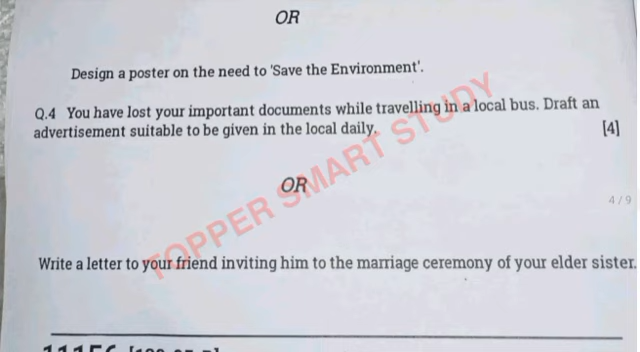 OR
Design a poster on the need to 'Save the Environment'.
Q.4 You have lost your important documents while travelling in a local bus. Draft an
advertisement suitable to be given in the local daily. [4]
TOPPER SMART STUDY
OR
4/9
Write a letter to your friend inviting him to the marriage ceremony of your elder sister.